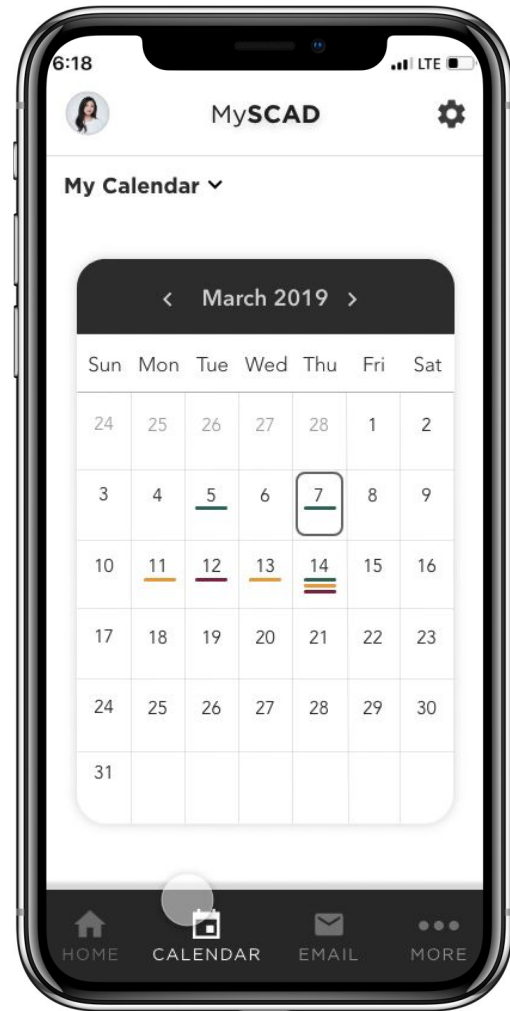 6:18 LTE
MySCAD
My Calendar
March 2019
Sun Mon Tue Wed Thu Fri Sat
24 25 26 27 28 1 2
3 4 5 6 7 8 9
10 11 12 13 14 15 16
17 18 19 20 21 22 23
24 25 26 27 28 29 30
31
HOME CALENDAR EMAIL MORE